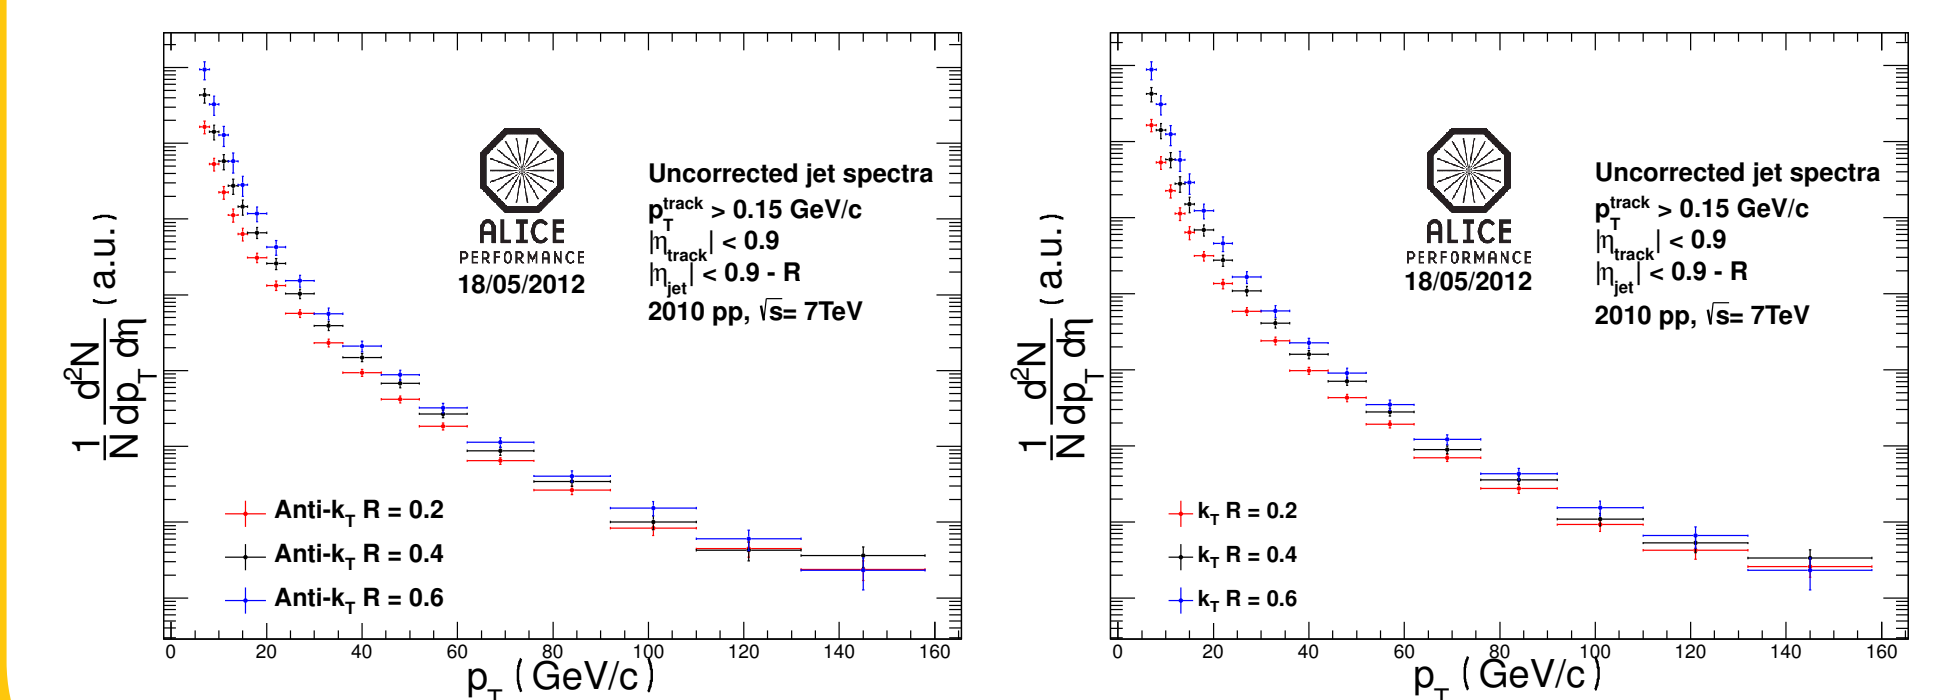 1/N d²N/dp_T dη (a.u.)
ALICE
PERFORMANCE
18/05/2012
Uncorrected jet spectra
p_T^track > 0.15 GeV/c
|η_track| < 0.9
|η_jet| < 0.9 - R
2010 pp, √s= 7TeV
Anti-k_T R = 0.2
Anti-k_T R = 0.4
Anti-k_T R = 0.6
0 20 40 60 80 100 120 140 160
p_T (GeV/c)
1/N d²N/dp_T dη (a.u.)
ALICE
PERFORMANCE
18/05/2012
Uncorrected jet spectra
p_T^track > 0.15 GeV/c
|η_track| < 0.9
|η_jet| < 0.9 - R
2010 pp, √s= 7TeV
k_T R = 0.2
k_T R = 0.4
k_T R = 0.6
0 20 40 60 80 100 120 140 160
p_T (GeV/c)